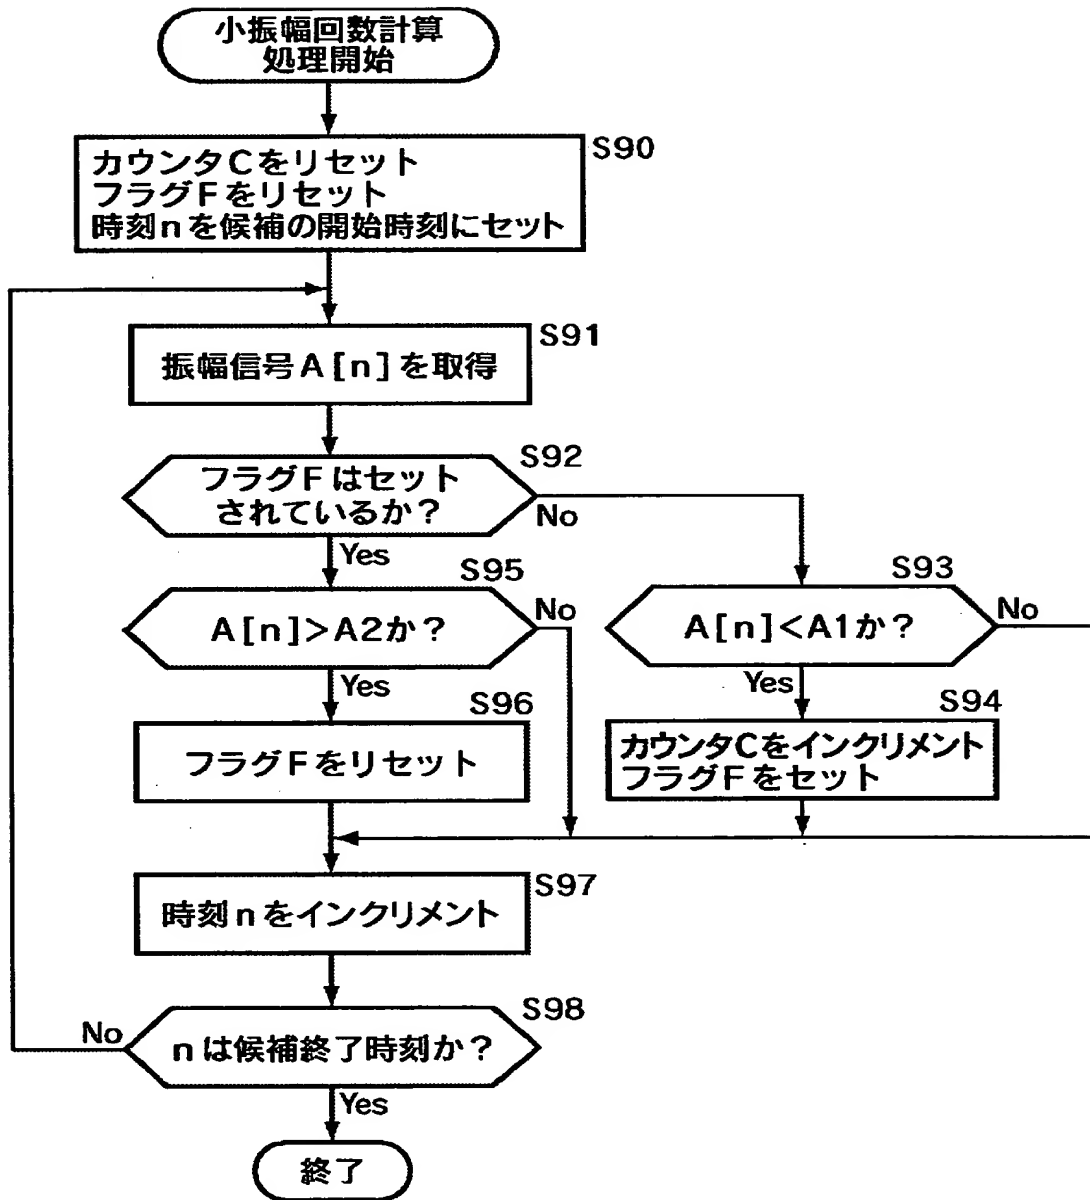 小振幅回数計算
処理開始
S90
カウンタCをリセット
フラグFをリセット
時刻nを候補の開始時刻にセット
S91
振幅信号A[n]を取得
S92
フラグFはセット
されているか?
No
Yes
S95
A[n]>A2か?
No
Yes
S93
A[n]<A1か?
No
Yes
S96
フラグFをリセット
S94
カウンタCをインクリメント
フラグFをセット
S97
時刻nをインクリメント
S98
nは候補終了時刻か?
No
Yes
終了